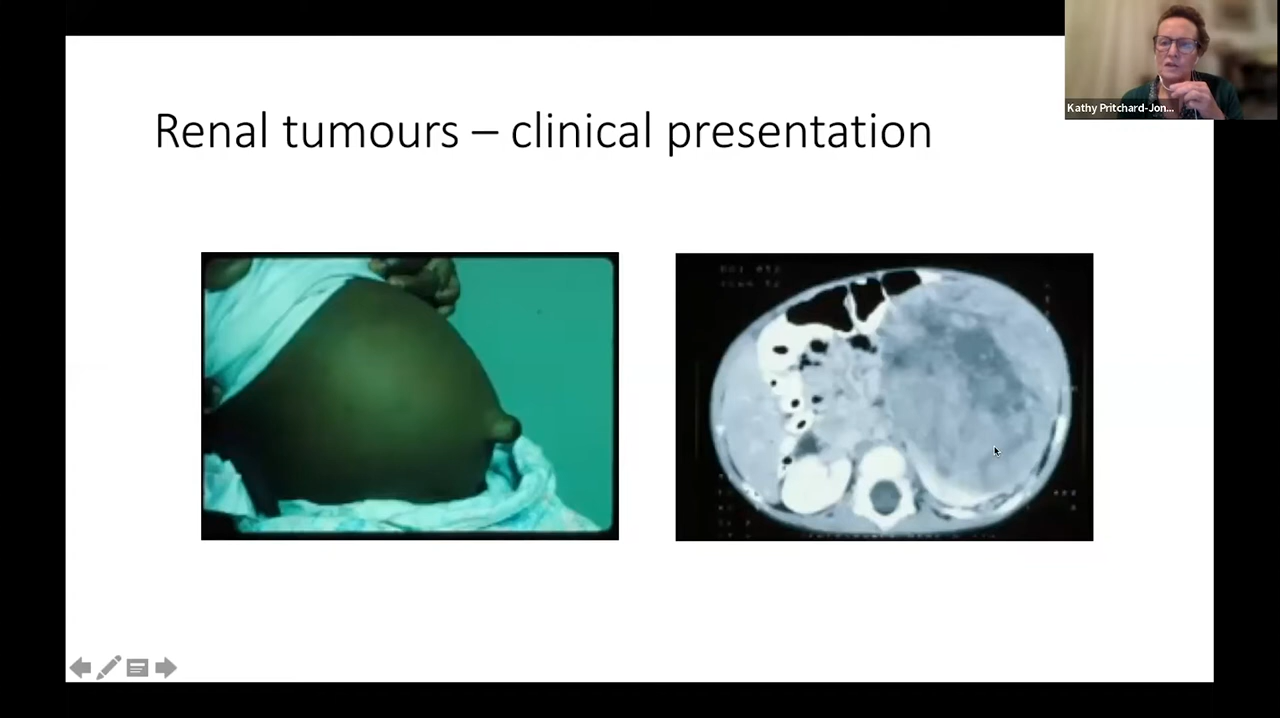 Kathy Pritchard-Jon...
Renal tumours – clinical presentation